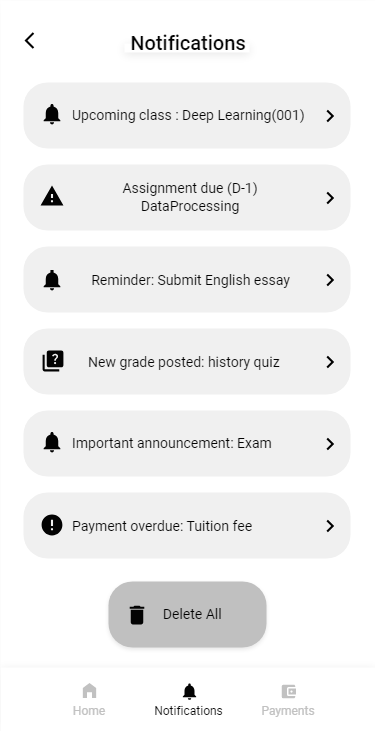 Notifications
Upcoming class : Deep Learning(001)
Assignment due (D-1)
DataProcessing
Reminder: Submit English essay
New grade posted: history quiz
Important announcement: Exam
Payment overdue: Tuition fee
Delete All
Home
Notifications
Payments